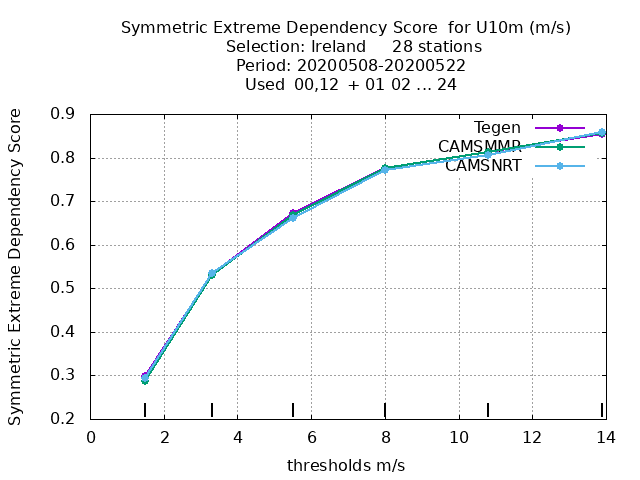 Symmetric Extreme Dependency Score for U10m (m/s)
Selection: Ireland 28 stations
Period: 20200508-20200522
Used 00,12 + 01 02 ... 24
Symmetric Extreme Dependency Score
0.9
0.8
0.7
0.6
0.5
0.4
0.3
0.2
Tegen
CAMSMMR
CAMSNRT
0 2 4 6 8 10 12 14
thresholds m/s